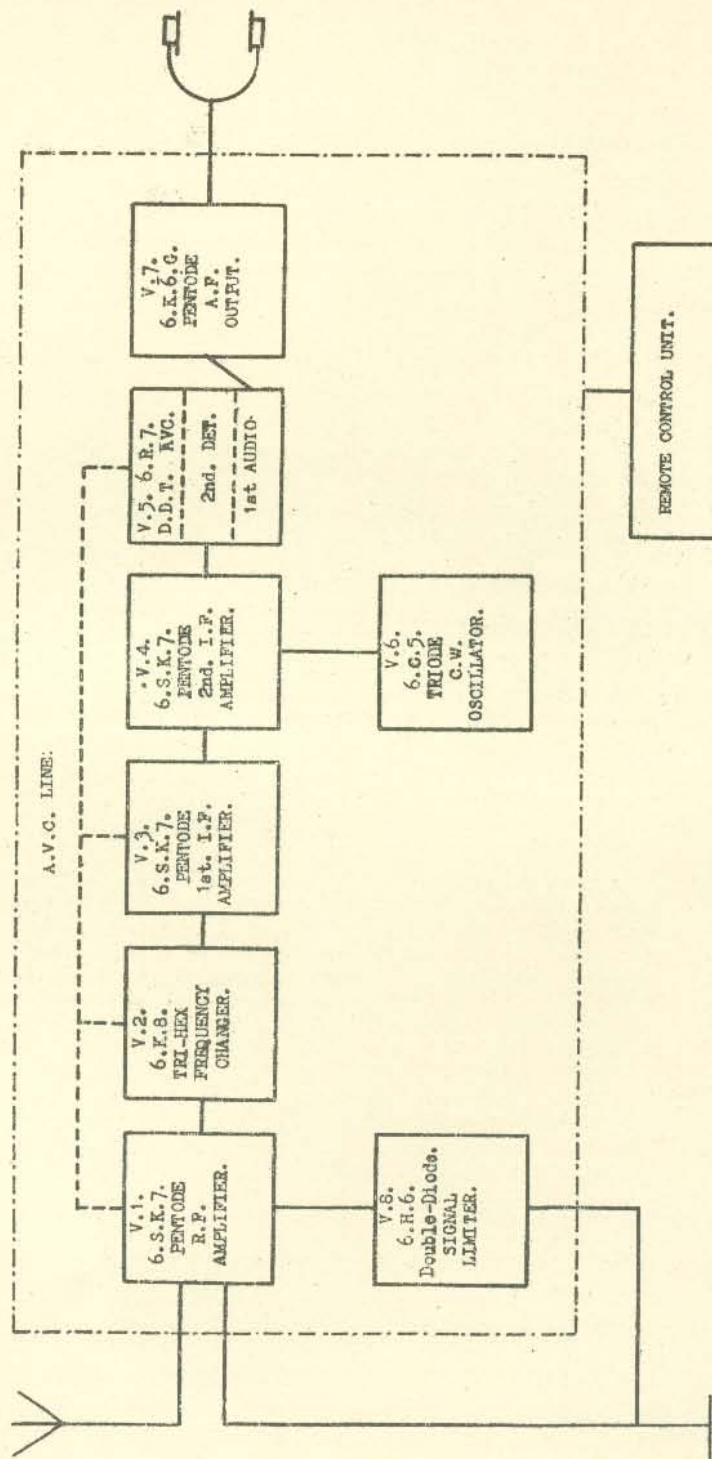 A.V.C. LINE:
V.1.
6.S.K.7.
PENTODE
R.F.
AMPLIFIER.
V.2.
6.K.8.
TRI-HEX
FREQUENCY
CHANGER.
V.3.
6.S.K.7.
PENTODE
1st. I.F.
AMPLIFIER.
.V.4.
6.S.K.7.
PENTODE
2nd. I.F.
AMPLIFIER.
V.5. 6.R.7.
D.D.T. AVC.
2nd. DET.
1st AUDIO.
V.7.
6.K.6.G.
PENTODE
A.F.
OUTPUT.
V.8.
6.H.6.
Double-Diode.
SIGNAL
LIMITER.
V.6.
6.C.5.
TRIODE
C.W.
OSCILLATOR.
REMOTE CONTROL UNIT.